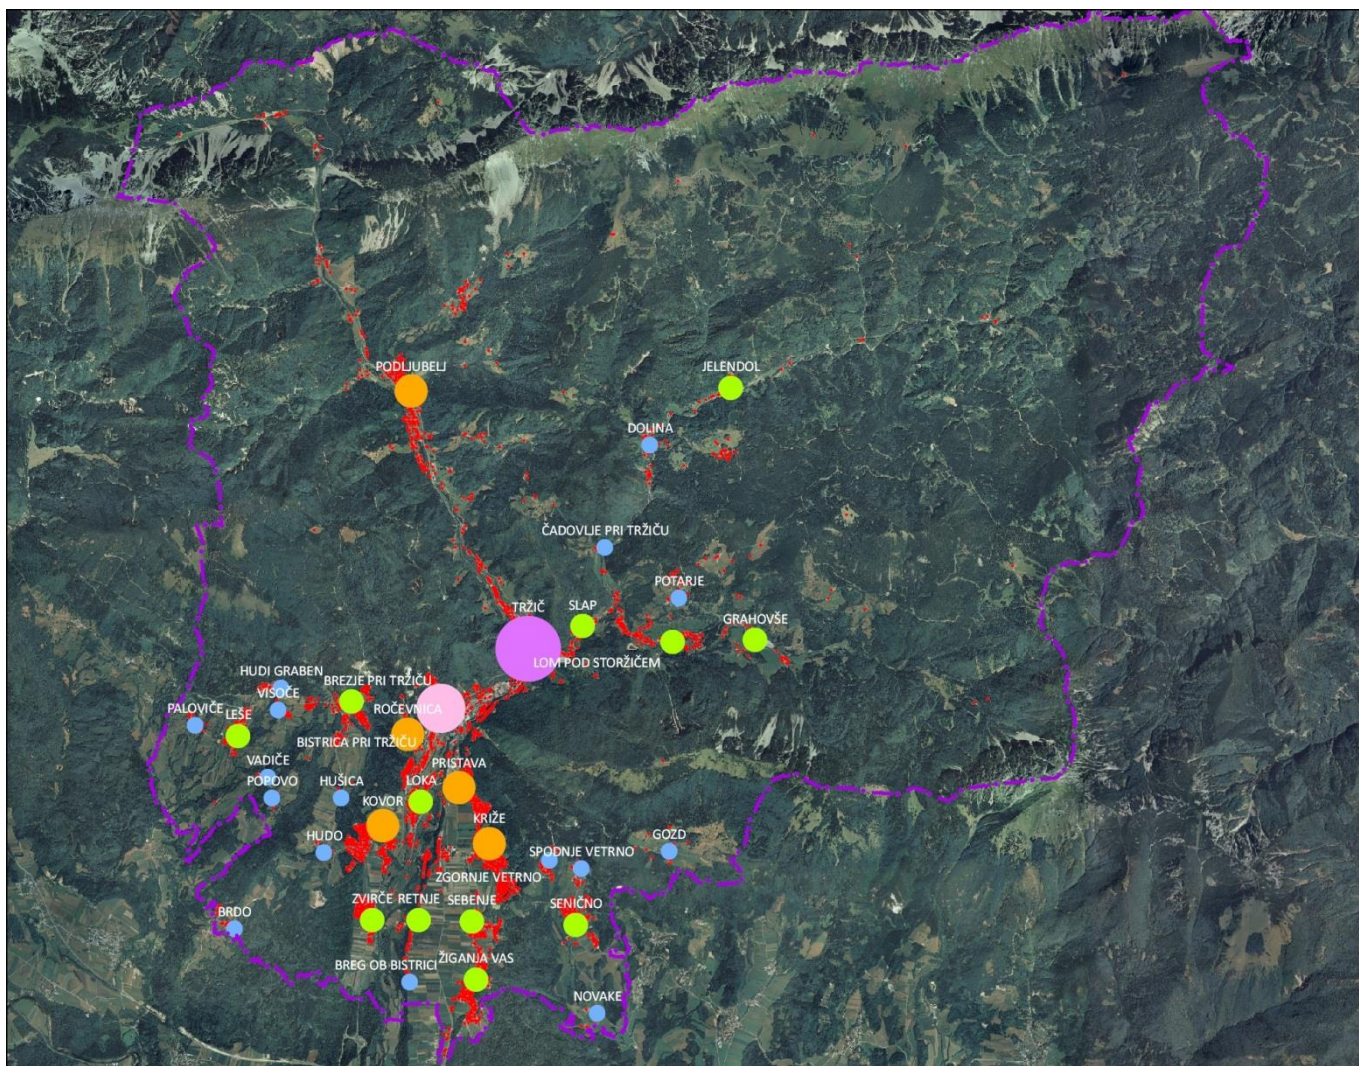 PODLJUBELJ
JELENDOL
DOLINA
ČADOVLJE PRI TRŽIČU
POTARJE
TRŽIČ
SLAP
GRAHOVŠE
LOM POD STORŽIČEM
HUDI GRABEN
BREZJE PRI TRŽIČU
VISOČE
PALOVIČE
LEŠE
ROČEVNICA
BISTRICA PRI TRŽIČU
VADIČE
PRISTAVA
POPOVO
HUŠICA
LOKA
KOVOR
KRIŽE
HUDO
GOZD
SPODNJE VETRNO
ZGORNJE VETRNO
ZVIRČE
RETNJE
SEBENJE
SENIČNO
BRDO
ŽIGANJA VAS
BREG OB BISTRICI
NOVAKE